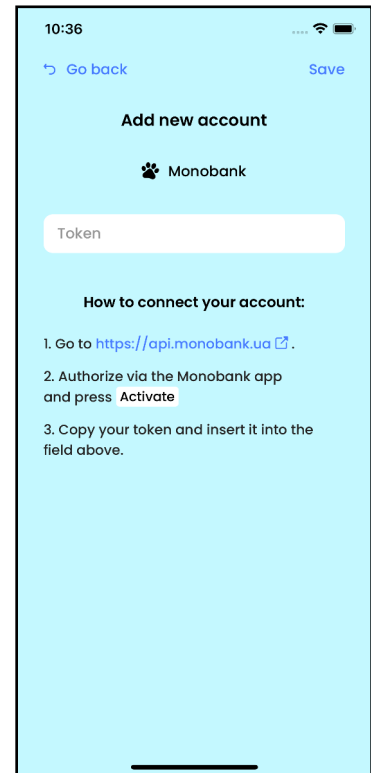 10:36
Go back Save
Add new account
Monobank
Token
How to connect your account:
1. Go to https://api.monobank.ua .
2. Authorize via the Monobank app
and press Activate
3. Copy your token and insert it into the
field above.